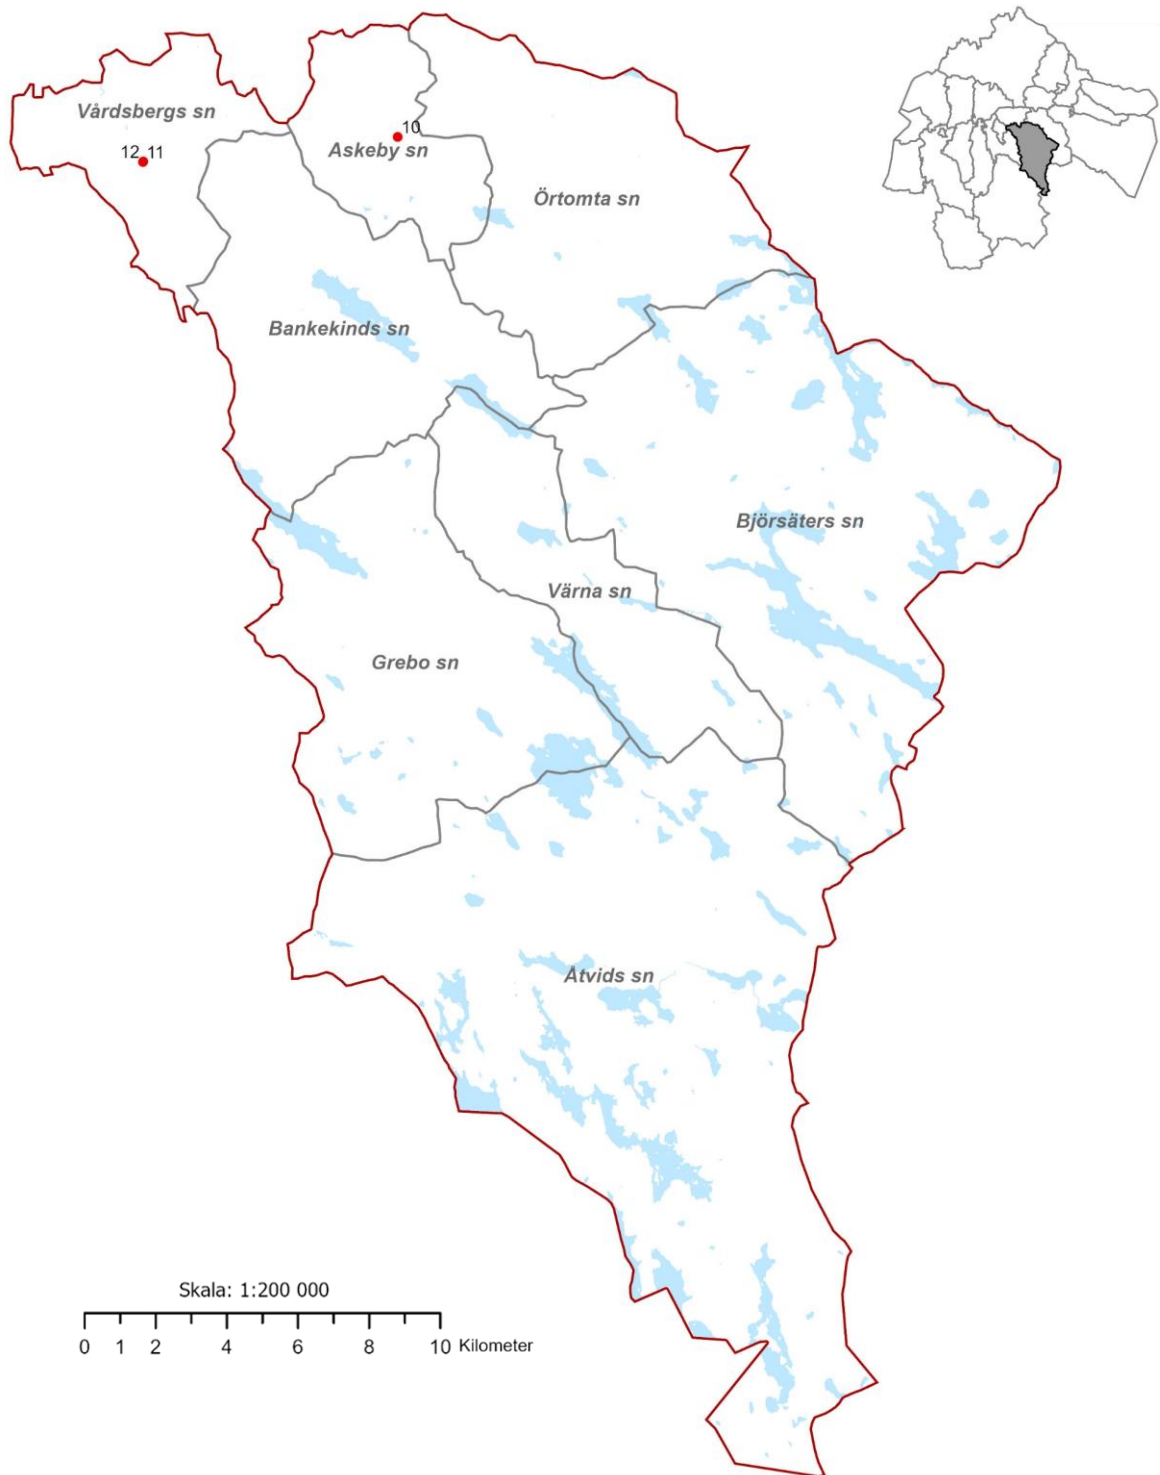 Vårdsbergs sn
10
Askeby sn
12 11
Örtomta sn
Bankekinds sn
Björsäters sn
Värna sn
Grebo sn
Åtvids sn
Skala: 1:200 000
0 1 2 4 6 8 10 Kilometer